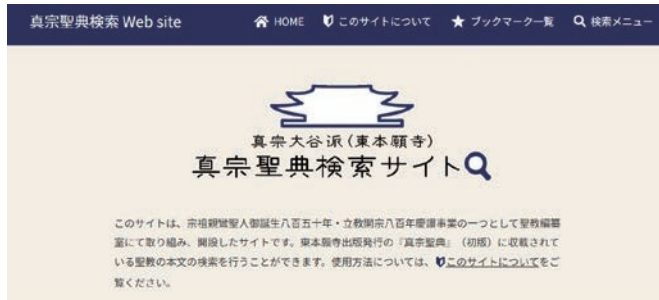 真宗聖典検索 Web site
HOME
このサイトについて
ブックマーク一覧
検索メニュー
真宗大谷派(東本願寺)
真宗聖典検索サイト
このサイトは、宗祖親鸞聖人御誕生八百五十年・立教開宗八百年慶讃事業の一つとして聖教編纂
室にて取り組み、開設したサイトです。東本願寺出版発行の『真宗聖典』（初版）に収載されて
いる聖教の本文の検索を行うことができます。使用方法については、このサイトについてをご
覧ください。